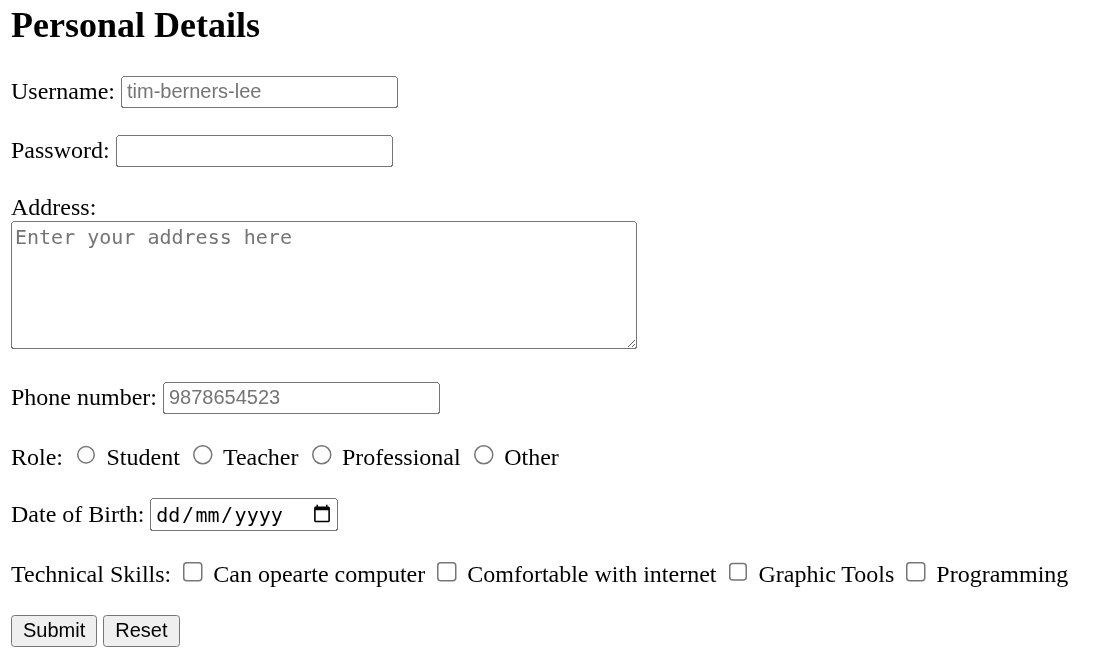 Personal Details
Username: tim-berners-lee
Password:
Address:
Enter your address here
Phone number: 9878654523
Role: Student Teacher Professional Other
Date of Birth: dd/mm/yyyy
Technical Skills: Can opearte computer Comfortable with internet Graphic Tools Programming
Submit Reset